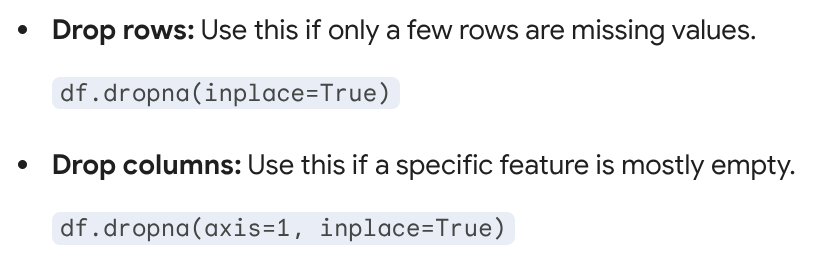 • Drop rows: Use this if only a few rows are missing values.
df.dropna(inplace=True)
• Drop columns: Use this if a specific feature is mostly empty.
df.dropna(axis=1, inplace=True)